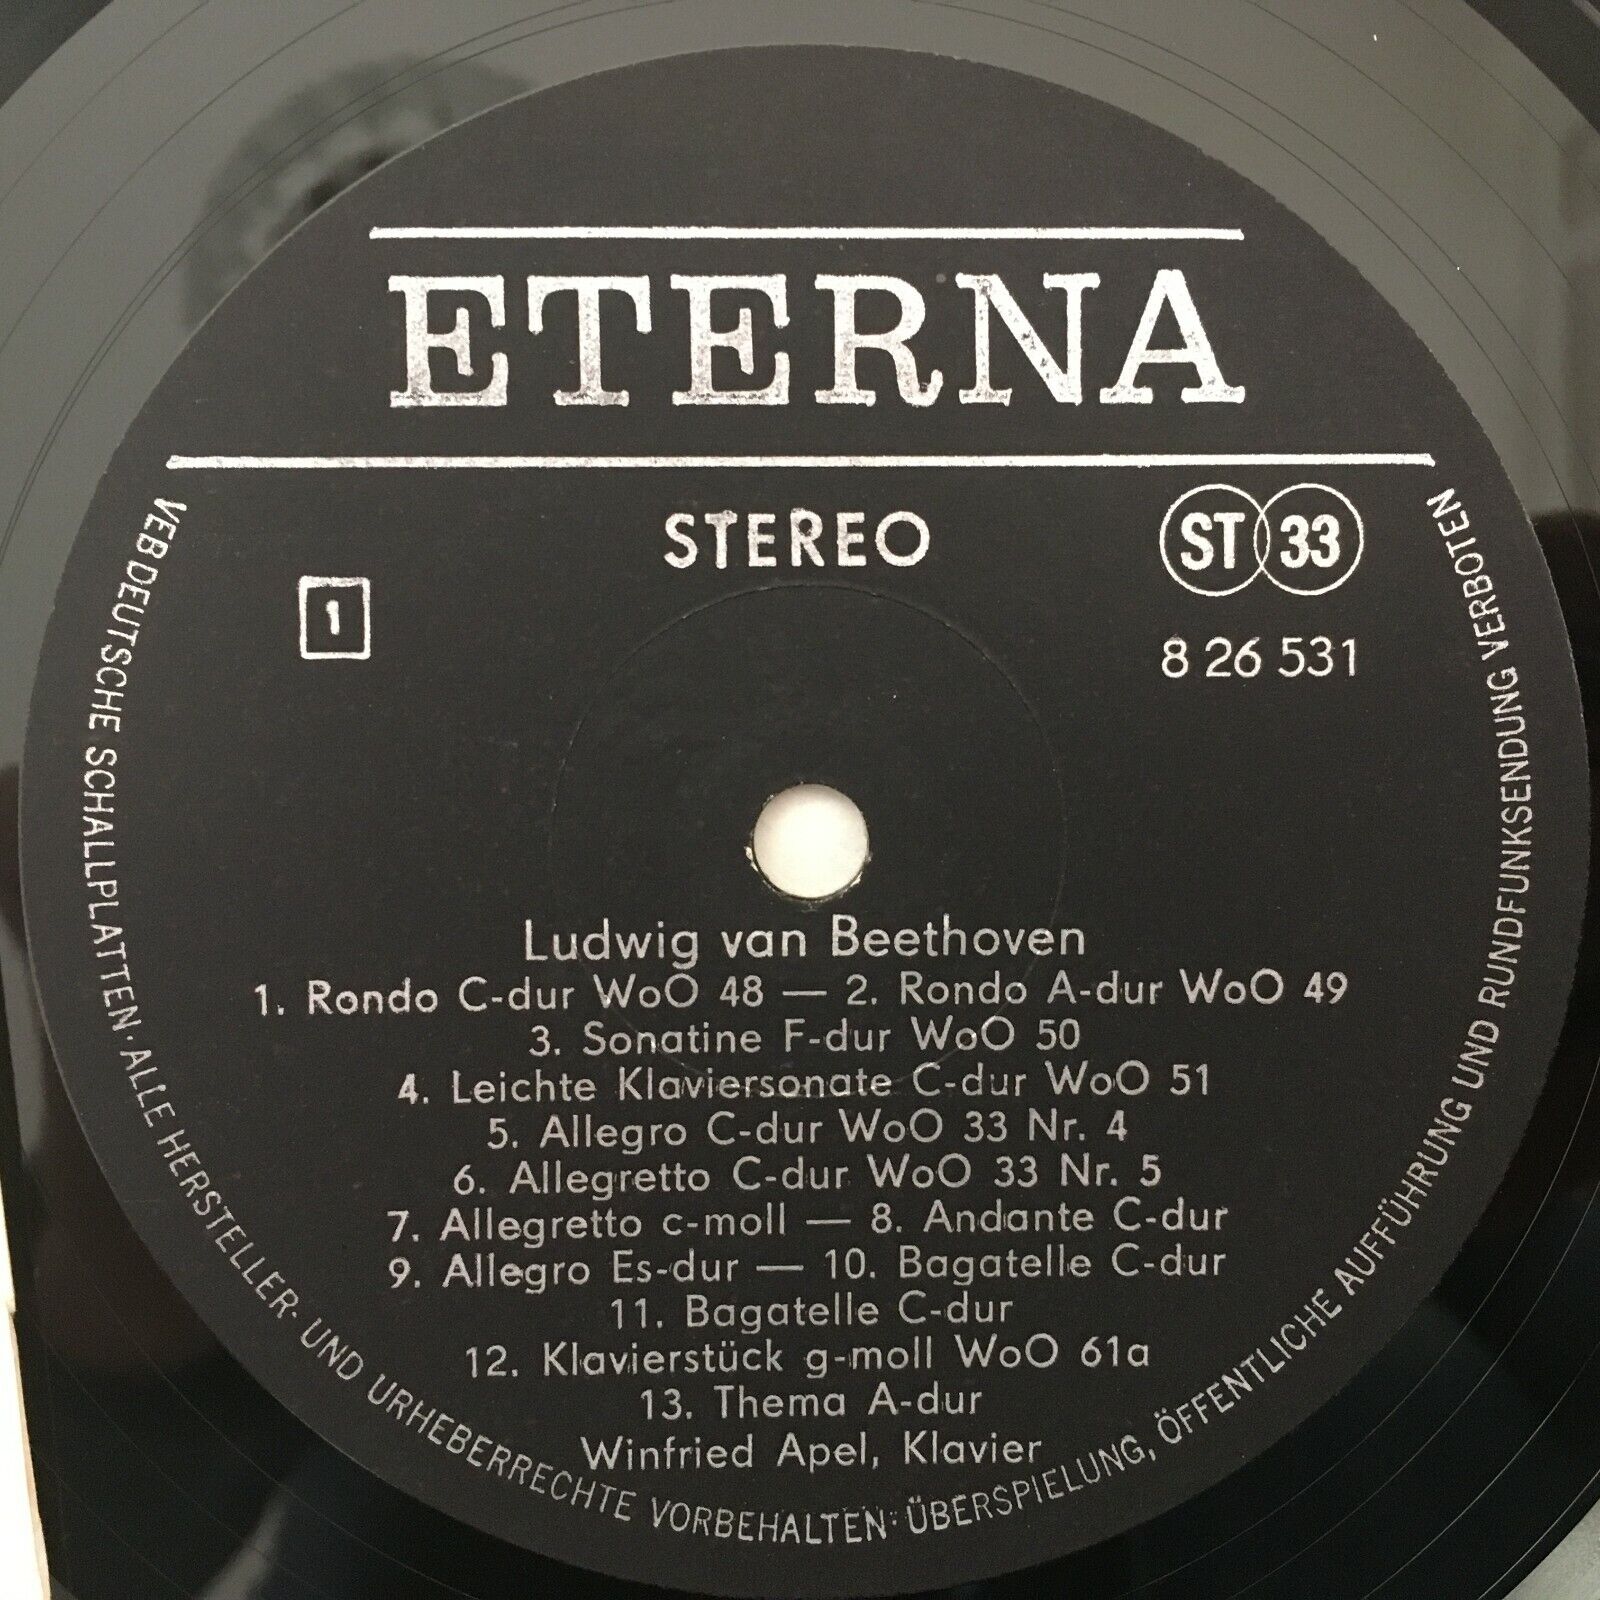 ETERNA
STEREO
ST 33
1
8 26 531
Ludwig van Beethoven
1. Rondo C-dur WoO 48 — 2. Rondo A-dur WoO 49
3. Sonatine F-dur WoO 50
4. Leichte Klaviersonate C-dur WoO 51
5. Allegro C-dur WoO 33 Nr. 4
6. Allegretto C-dur WoO 33 Nr. 5
7. Allegretto c-moll — 8. Andante C-dur
9. Allegro Es-dur — 10. Bagatelle C-dur
11. Bagatelle C-dur
12. Klavierstück g-moll WoO 61a
13. Thema A-dur
Winfried Apel, Klavier
VEB DEUTSCHE SCHALLPLATTEN · ALLE HERSTELLER- UND URHEBERRECHTE VORBEHALTEN: ÜBERSPIELUNG, ÖFFENTLICHE AUFFÜHRUNG UND RUNDFUNKSENDUNG VERBOTEN